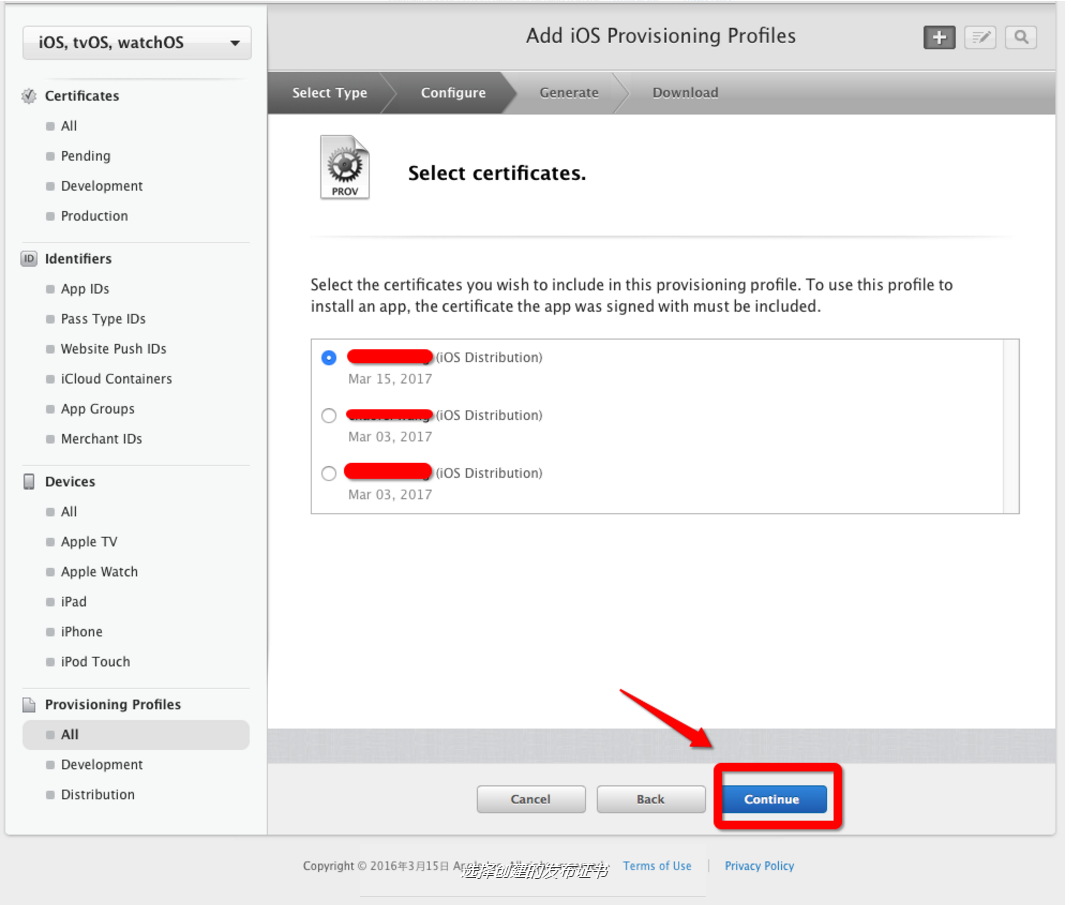 iOS, tvOS, watchOS
Certificates
All
Pending
Development
Production
Identifiers
App IDs
Pass Type IDs
Website Push IDs
iCloud Containers
App Groups
Merchant IDs
Devices
All
Apple TV
Apple Watch
iPad
iPhone
iPod Touch
Provisioning Profiles
All
Development
Distribution
Add iOS Provisioning Profiles
Select Type
Configure
Generate
Download
PROV
Select certificates.
Select the certificates you wish to include in this provisioning profile. To use this profile to
install an app, the certificate the app was signed with must be included.
(iOS Distribution)
Mar 15, 2017
(iOS Distribution)
Mar 03, 2017
(iOS Distribution)
Mar 03, 2017
Cancel
Back
Continue
Copyright © 2016年3月15日
选择创建的发布证书
Terms of Use
Privacy Policy